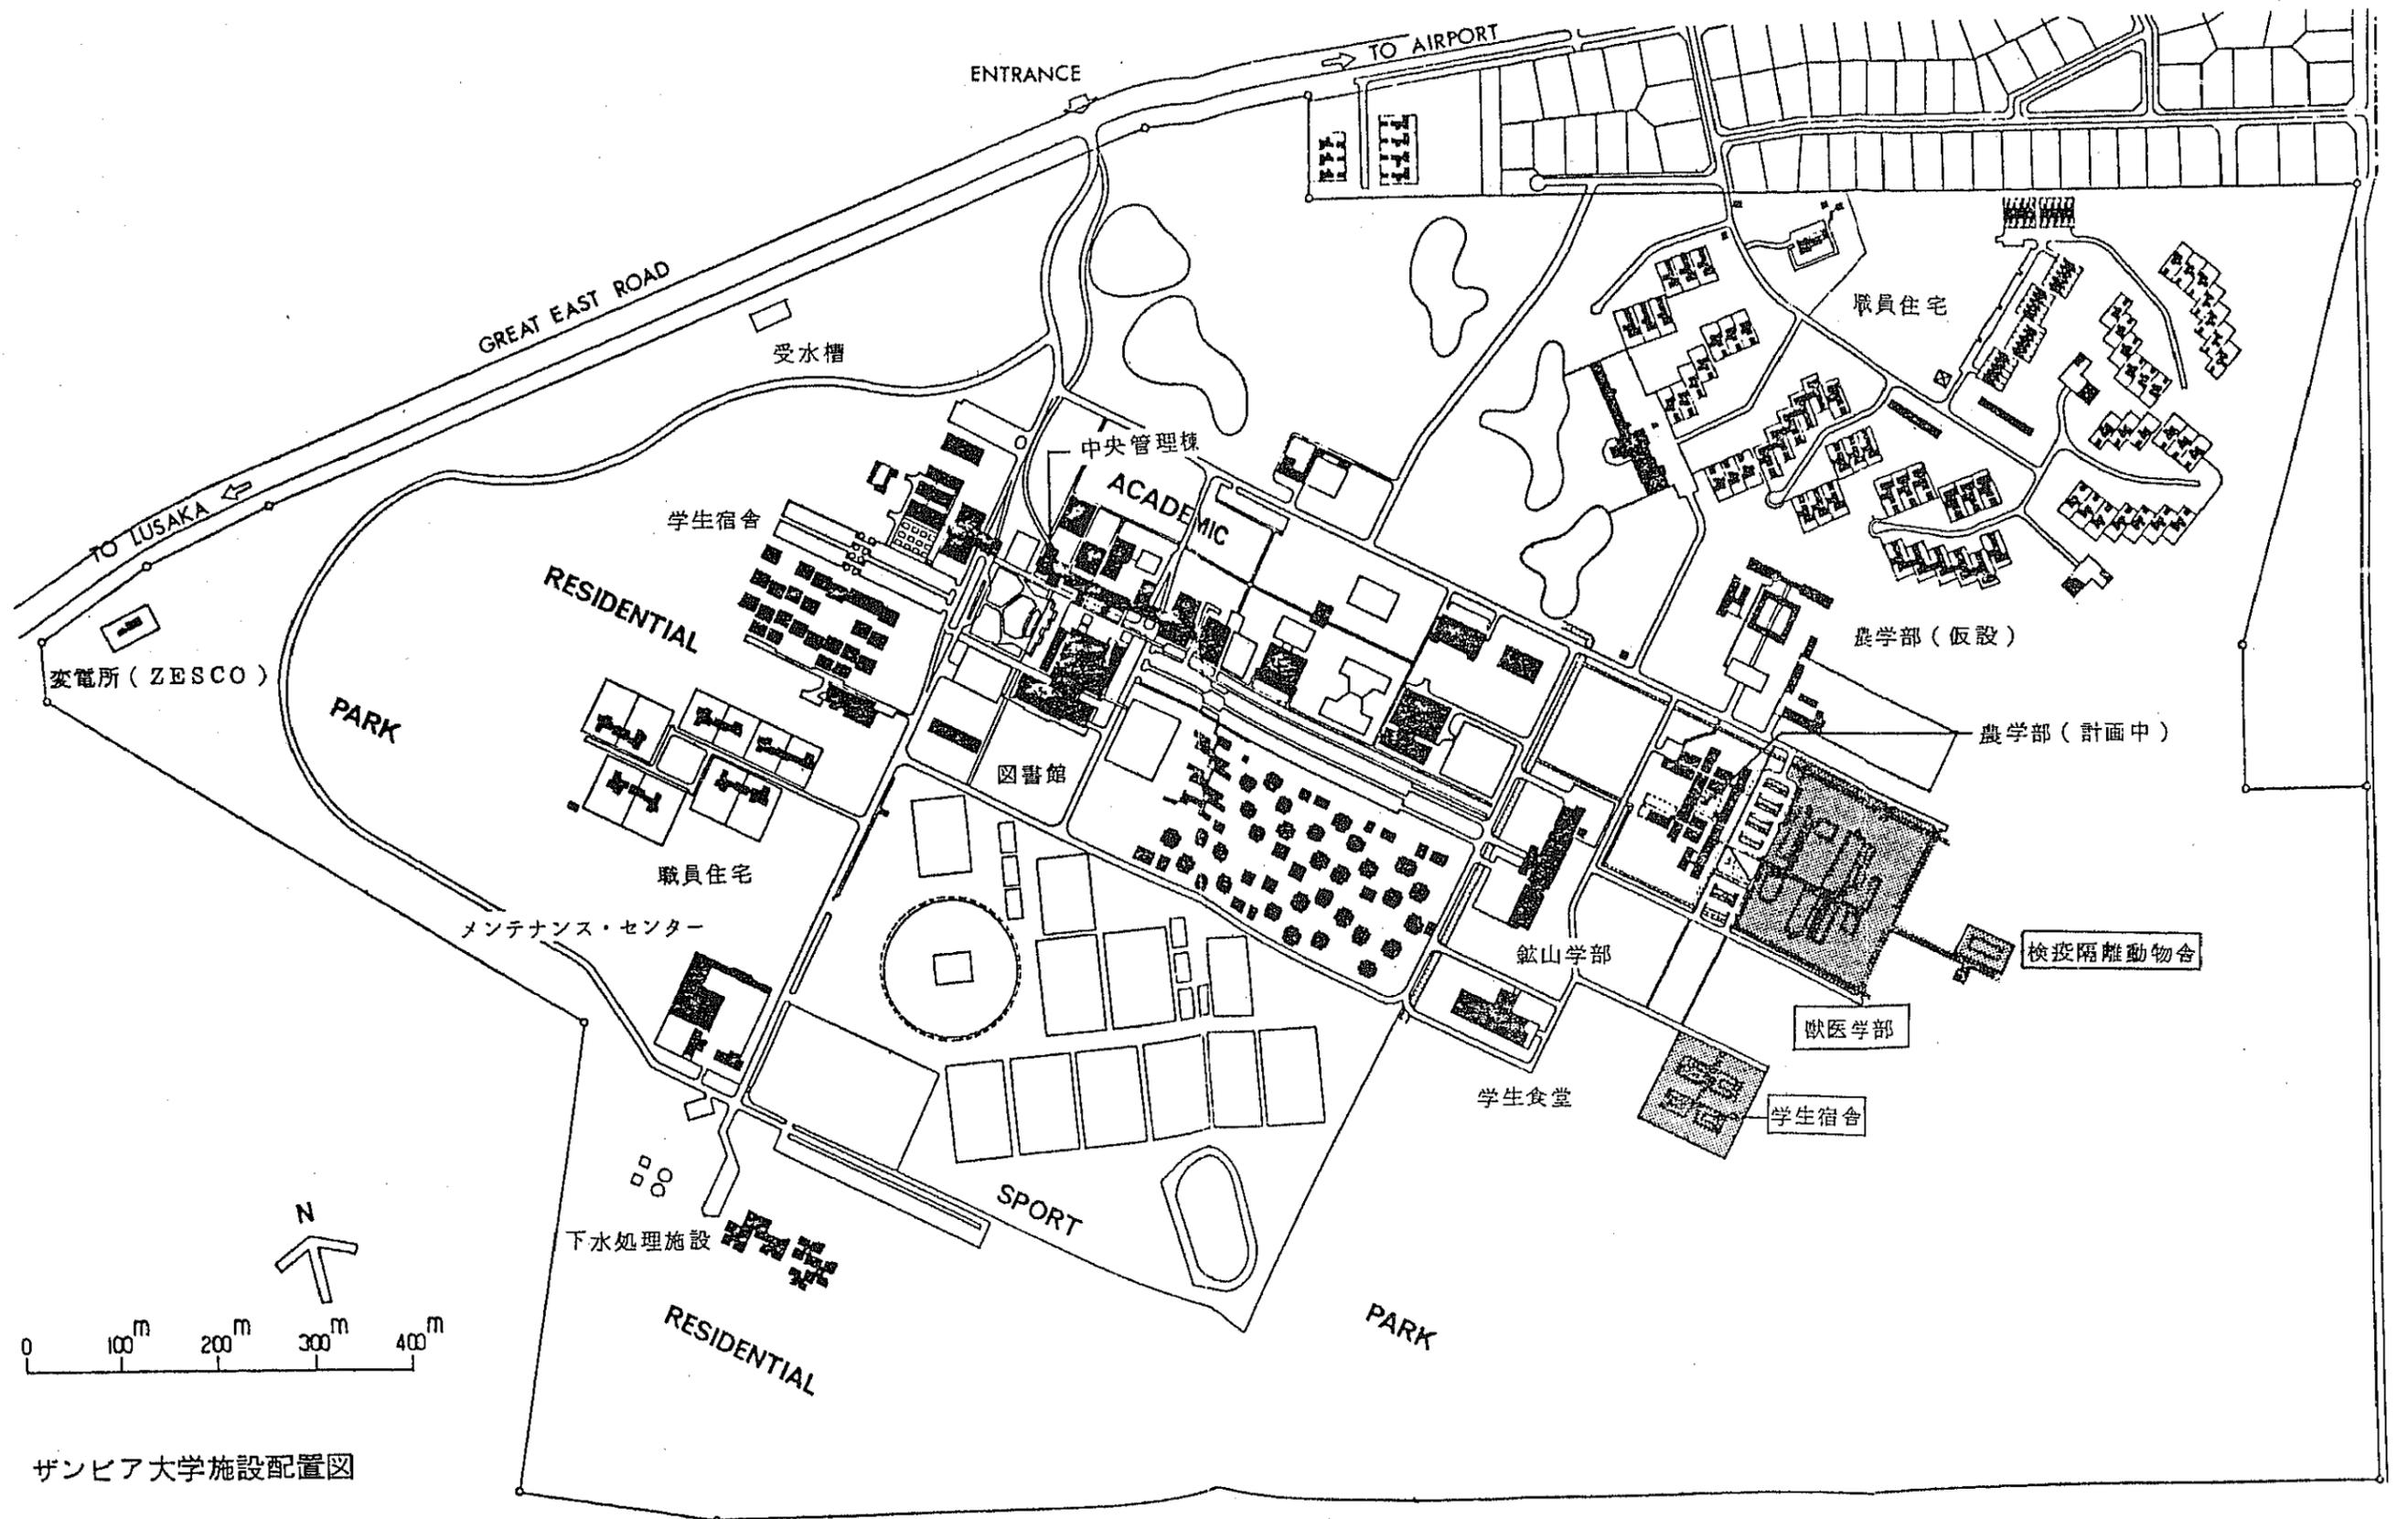 ENTRANCE
TO AIRPORT
GREAT EAST ROAD
TO LUSAKA
受水槽
職員住宅
中央管理棟
ACADEMIC
学生宿舎
RESIDENTIAL
農学部(仮設)
変電所(ZESCO)
PARK
農学部(計画中)
図書館
職員住宅
メンテナンス・センター
鉱山学部
検疫隔離動物舎
獣医学部
学生食堂
学生宿舎
SPORT
下水処理施設
N
RESIDENTIAL
PARK
0 100m 200m 300m 400m
ザンビア大学施設配置図